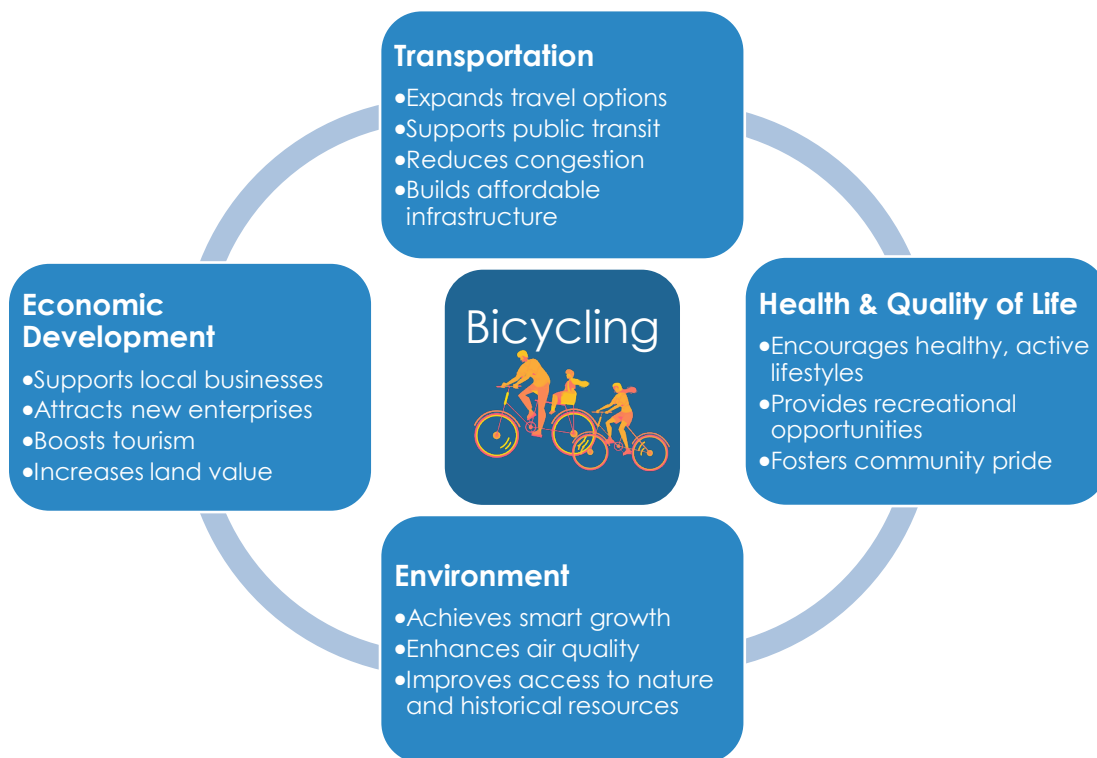 Transportation
•Expands travel options
•Supports public transit
•Reduces congestion
•Builds affordable
infrastructure
Economic
Development
•Supports local businesses
•Attracts new enterprises
•Boosts tourism
•Increases land value
Bicycling
Health & Quality of Life
•Encourages healthy, active
lifestyles
•Provides recreational
opportunities
•Fosters community pride
Environment
•Achieves smart growth
•Enhances air quality
•Improves access to nature
and historical resources